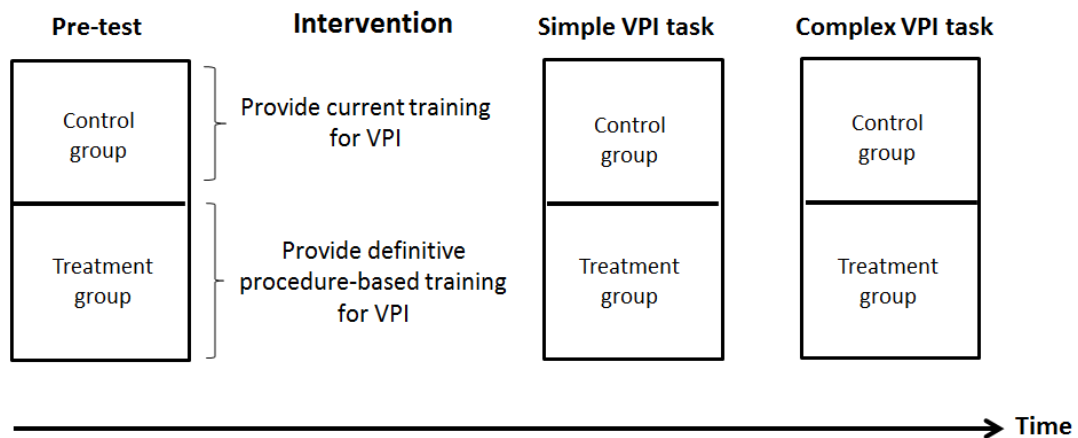 Pre-test
Intervention
Simple VPI task
Complex VPI task
Control
group
Provide current training
for VPI
Control
group
Control
group
Treatment
group
Provide definitive
procedure-based training
for VPI
Treatment
group
Treatment
group
Time